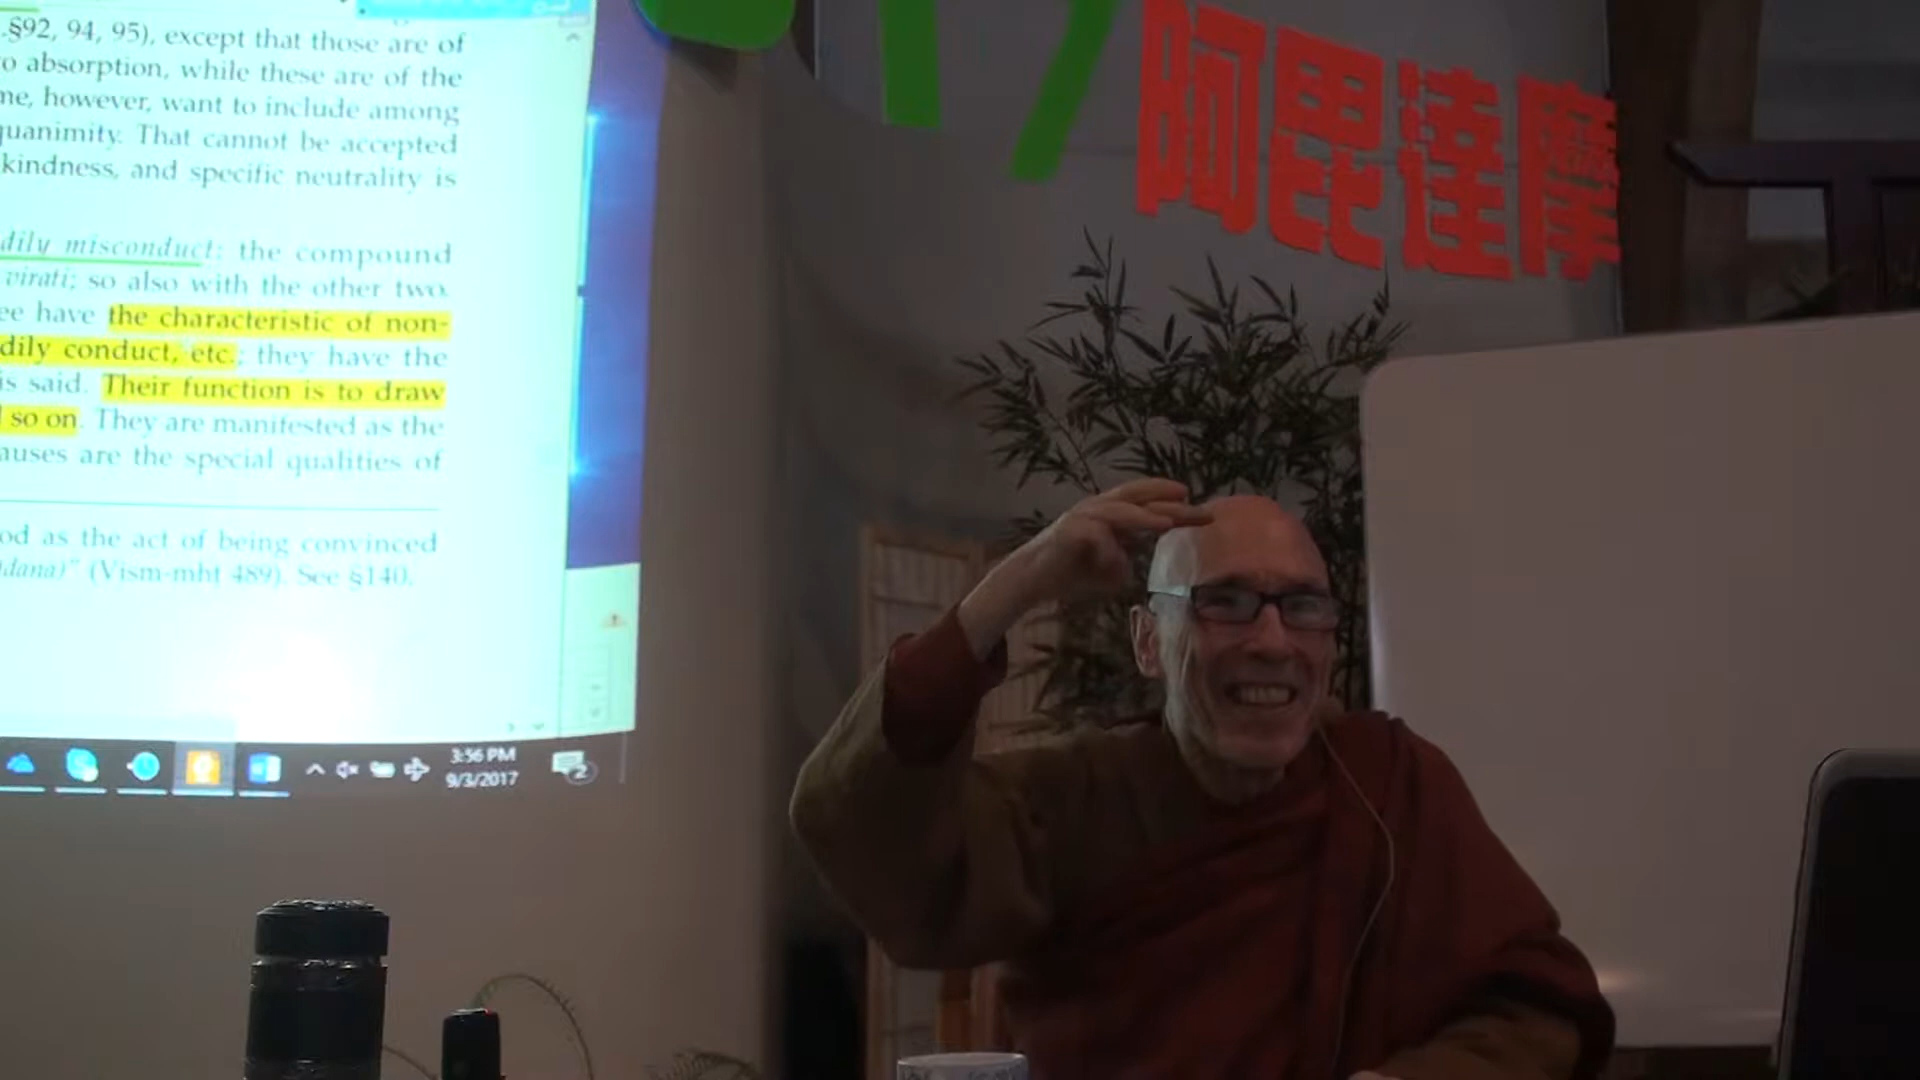 .§92, 94, 95), except that those are of
o absorption, while these are of the
me, however, want to include among
quanimity. That cannot be accepted
kindness, and specific neutrality is
dily misconduct: the compound
virati; so also with the other two.
ee have the characteristic of non-
dily conduct, etc.; they have the
is said. Their function is to draw
so on. They are manifested as the
auses are the special qualities of
od as the act of being convinced
dana)" (Vism-mht 489). See §140.
3:56 PM
9/3/2017
2
阿毘達摩